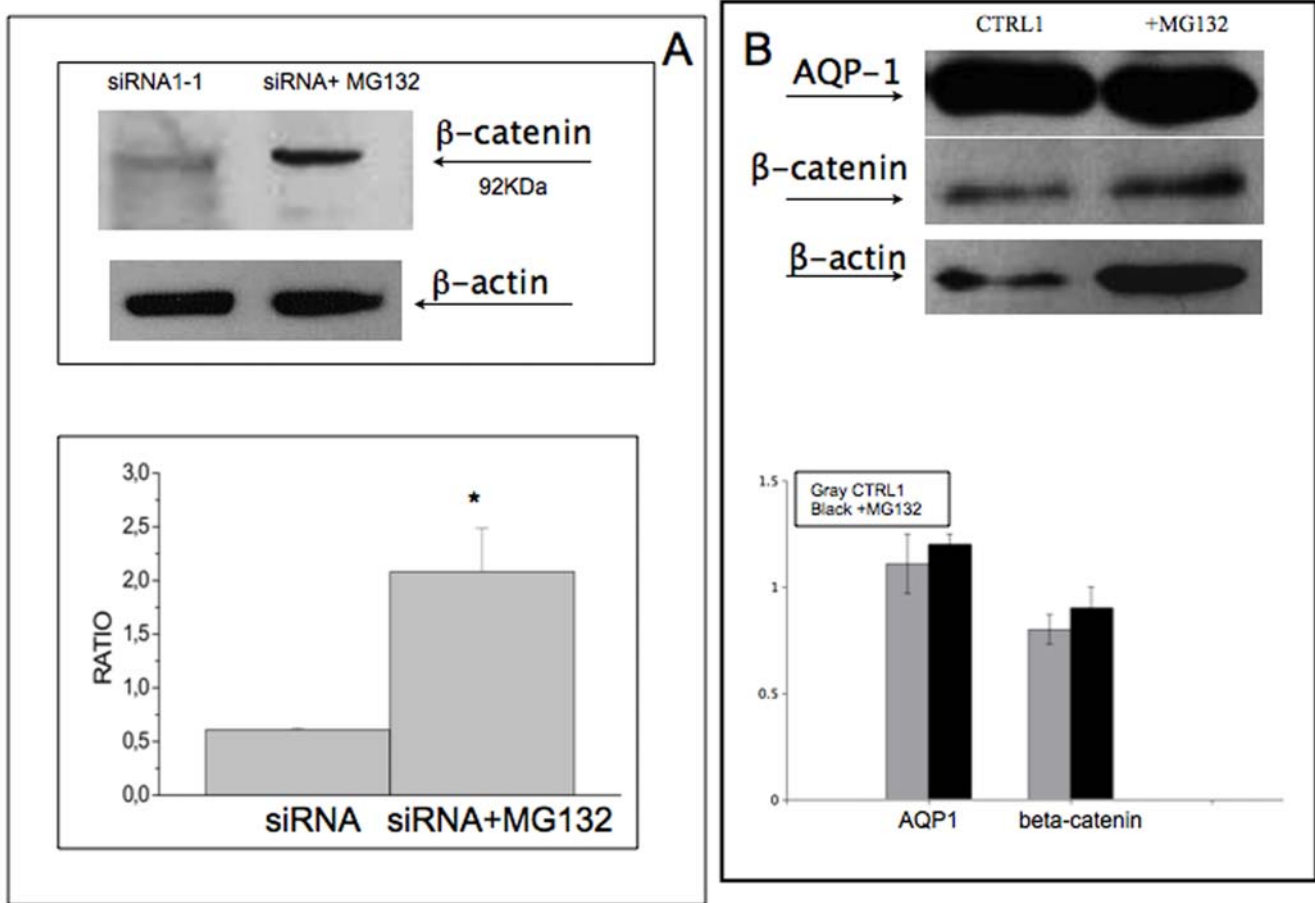 A
siRNA1-1 siRNA+ MG132
β-catenin
92KDa
β-actin
3,0
2,5
2,0
1,5
1,0
0,5
0,0
RATIO
*
siRNA siRNA+MG132
B
CTRL1 +MG132
AQP-1
β-catenin
β-actin
1.5
1
0.5
0
Gray CTRL1
Black +MG132
AQP1 beta-catenin